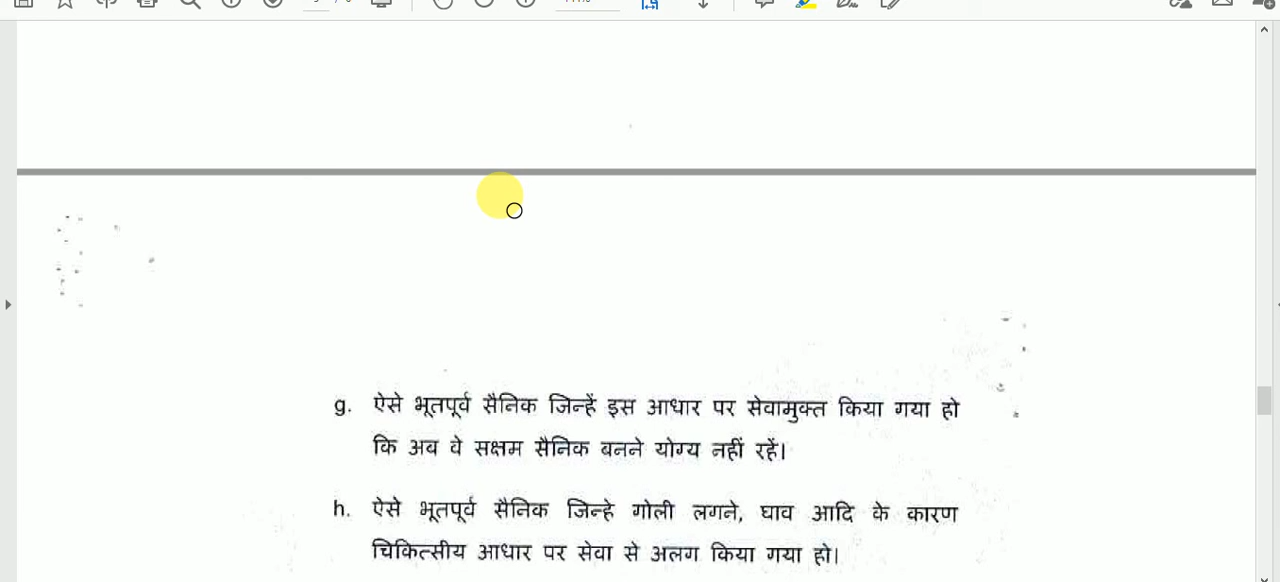 g. ऐसे भूतपूर्व सैनिक जिन्हें इस आधार पर सेवामुक्त किया गया हो
कि अब वे सक्षम सैनिक बनने योग्य नहीं रहें।
h. ऐसे भूतपूर्व सैनिक जिन्हे गोली लगने, घाव आदि के कारण
चिकित्सीय आधार पर सेवा से अलग किया गया हो।